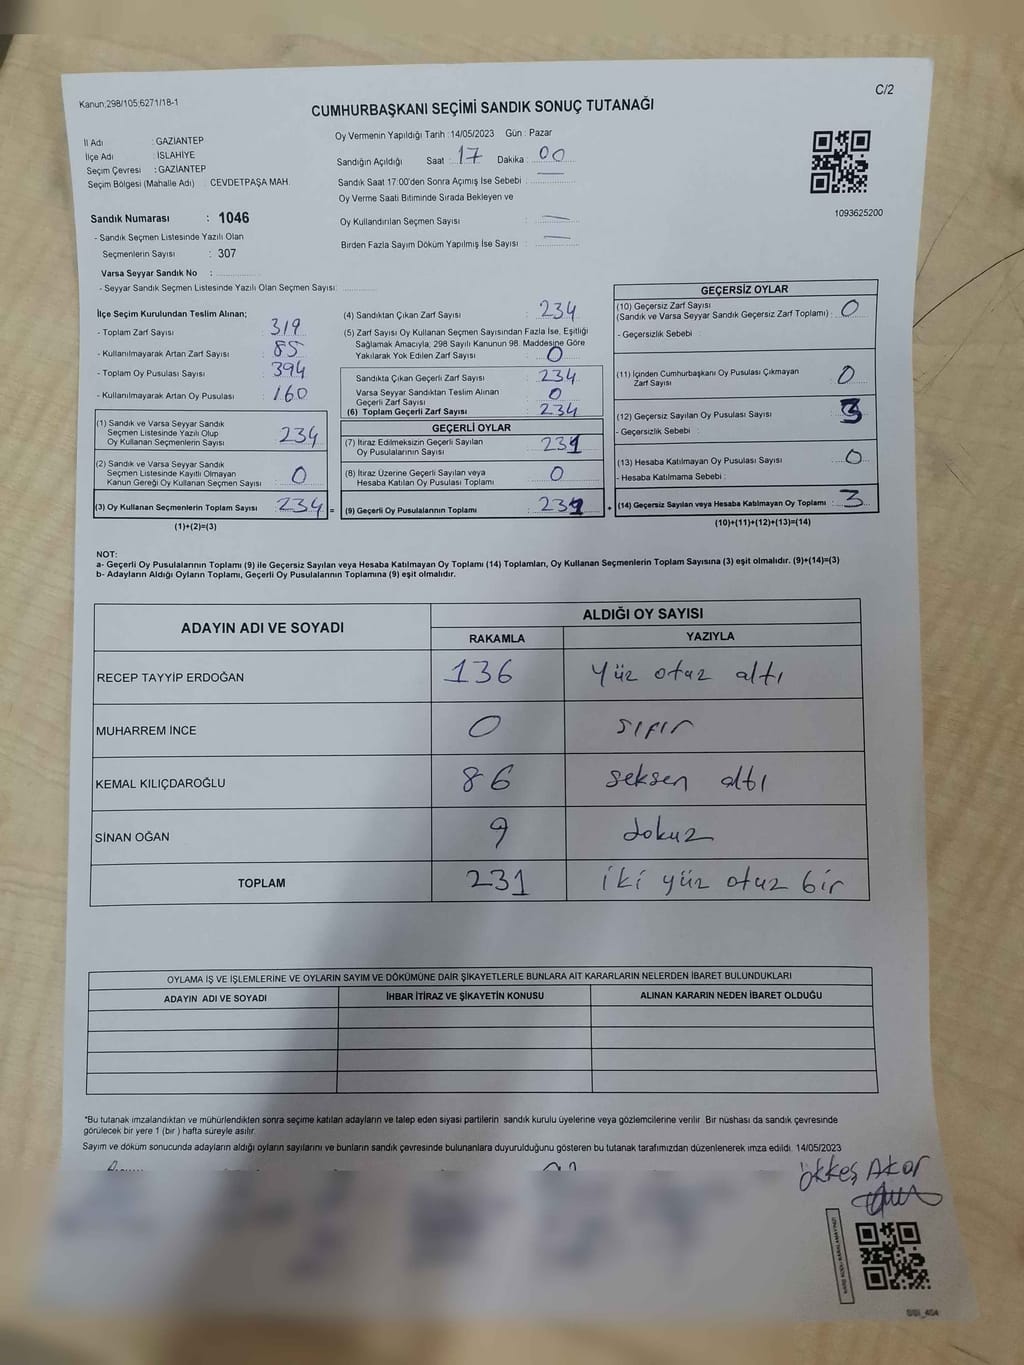 Kanun;298/105;6271/18-1
C/2
CUMHURBAŞKANI SEÇİMİ SANDIK SONUÇ TUTANAĞI
İl Adı : GAZİANTEP
İlçe Adı : İSLAHİYE
Seçim Çevresi : GAZİANTEP
Seçim Bölgesi (Mahalle Adı) : CEVDETPAŞA MAH.
Sandık Numarası : 1046
- Sandık Seçmen Listesinde Yazılı Olan
Seçmenlerin Sayısı : 307
Varsa Seyyar Sandık No :
- Seyyar Sandık Seçmen Listesinde Yazılı Olan Seçmen Sayısı:
Oy Vermenin Yapıldığı Tarih :14/05/2023 Gün : Pazar
Sandığın Açıldığı Saat : 17 Dakika : 00
Sandık Saat 17:00'den Sonra Açımış İse Sebebi : —
Oy Verme Saati Bitiminde Sırada Bekleyen ve
Oy Kullandırılan Seçmen Sayısı : —
Birden Fazla Sayım Döküm Yapılmış İse Sayısı : —
1093625200
İlçe Seçim Kurulundan Teslim Alınan;
- Toplam Zarf Sayısı : 319
- Kullanılmayarak Artan Zarf Sayısı : 85
- Toplam Oy Pusulası Sayısı : 394
- Kullanılmayarak Artan Oy Pusulası : 160
(1) Sandık ve Varsa Seyyar Sandık
Seçmen Listesinde Yazılı Olup
Oy Kullanan Seçmenlerin Sayısı : 234
(2) Sandık ve Varsa Seyyar Sandık
Seçmen Listesinde Kayıtlı Olmayan
Kanun Gereği Oy Kullanan Seçmen Sayısı : 0
(3) Oy Kullanan Seçmenlerin Toplam Sayısı : 234 =
(1)+(2)=(3)
(4) Sandıktan Çıkan Zarf Sayısı : 234
(5) Zarf Sayısı Oy Kullanan Seçmen Sayısından Fazla İse, Eşitliği
Sağlamak Amacıyla; 298 Sayılı Kanunun 98. Maddesine Göre
Yakılarak Yok Edilen Zarf Sayısı : 0
Sandıkta Çıkan Geçerli Zarf Sayısı : 234
Varsa Seyyar Sandıktan Teslim Alınan
Geçerli Zarf Sayısı : 0
(6) Toplam Geçerli Zarf Sayısı : 234
GEÇERLİ OYLAR
(7) İtiraz Edilmeksizin Geçerli Sayılan
Oy Pusulalarının Sayısı : 231
(8) İtiraz Üzerine Geçerli Sayılan veya
Hesaba Katılan Oy Pusulası Toplamı : 0
(9) Geçerli Oy Pusulalarının Toplamı : 231 +
GEÇERSİZ OYLAR
(10) Geçersiz Zarf Sayısı
(Sandık ve Varsa Seyyar Sandık Geçersiz Zarf Toplamı) : 0
- Geçersizlik Sebebi :
(11) İçinden Cumhurbaşkanı Oy Pusulası Çıkmayan
Zarf Sayısı : 0
(12) Geçersiz Sayılan Oy Pusulası Sayısı : 3
- Geçersizlik Sebebi :
(13) Hesaba Katılmayan Oy Pusulası Sayısı : 0
- Hesaba Katılmama Sebebi :
(14) Geçersiz Sayılan veya Hesaba Katılmayan Oy Toplamı : 3
(10)+(11)+(12)+(13)=(14)
NOT:
a- Geçerli Oy Pusulalarının Toplamı (9) ile Geçersiz Sayılan veya Hesaba Katılmayan Oy Toplamı (14) Toplamları, Oy Kullanan Seçmenlerin Toplam Sayısına (3) eşit olmalıdır. (9)+(14)=(3)
b- Adayların Aldığı Oyların Toplamı, Geçerli Oy Pusulalarının Toplamına (9) eşit olmalıdır.
ADAYIN ADI VE SOYADI ALDIĞI OY SAYISI
RAKAMLA YAZIYLA
RECEP TAYYİP ERDOĞAN 136 yüz otuz altı
MUHARREM İNCE 0 sıfır
KEMAL KILIÇDAROĞLU 86 seksen altı
SİNAN OĞAN 9 dokuz
TOPLAM 231 iki yüz otuz bir
OYLAMA İŞ VE İŞLEMLERİNE VE OYLARIN SAYIM VE DÖKÜMÜNE DAİR ŞİKAYETLERLE BUNLARA AİT KARARLARIN NELERDEN İBARET BULUNDUKLARI
ADAYIN ADI VE SOYADI İHBAR İTİRAZ VE ŞİKAYETİN KONUSU ALINAN KARARIN NEDEN İBARET OLDUĞU
*Bu tutanak imzalandıktan ve mühürlendikten sonra seçime katılan adayların ve talep eden siyasi partilerin sandık kurulu üyelerine veya gözlemcilerine verilir. Bir nüshası da sandık çevresinde
görülecek bir yere 1 (bir) hafta süreyle asılır.
Sayım ve döküm sonucunda adayların aldığı oyların sayılarını ve bunların sandık çevresinde bulunanlara duyurulduğunu gösteren bu tutanak tarafımızdan düzenlenerek imza edildi. 14/05/2023
Ökkeş Akar